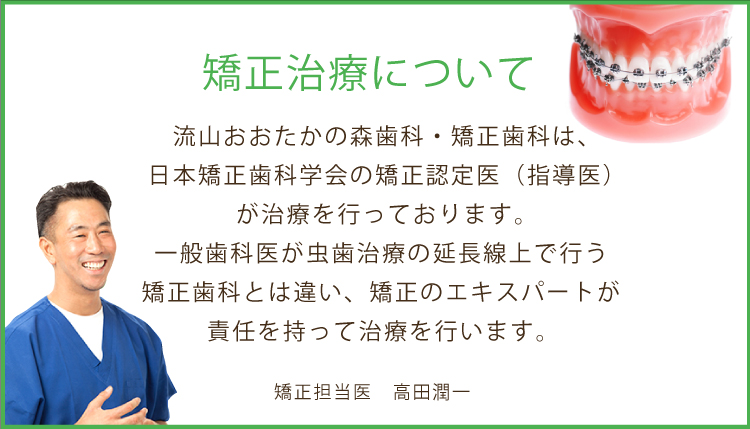 矯正治療について
流山おおたかの森歯科・矯正歯科は、
日本矯正歯科学会の矯正認定医（指導医）
が治療を行っております。
一般歯科医が虫歯治療の延長線上で行う
矯正歯科とは違い、矯正のエキスパートが
責任を持って治療を行います。
矯正担当医　高田潤一